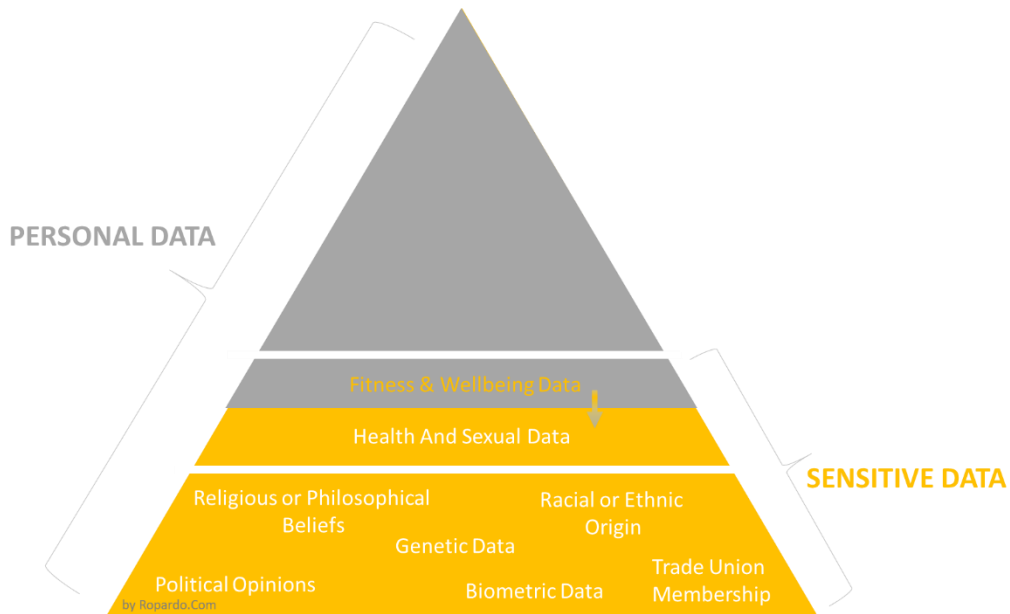 PERSONAL DATA
Fitness & Wellbeing Data
Health And Sexual Data
SENSITIVE DATA
Religious or Philosophical
Beliefs
Racial or Ethnic
Origin
Genetic Data
Political Opinions
Biometric Data
Trade Union
Membership
by Ropardo.Com